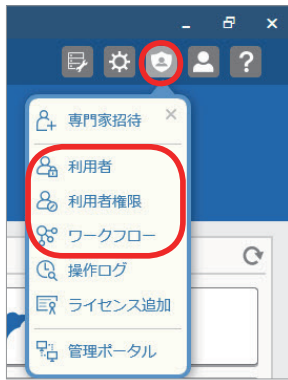 ?
専門家招待
利用者
利用者権限
ワークフロー
操作ログ
ライセンス追加
管理ポータル